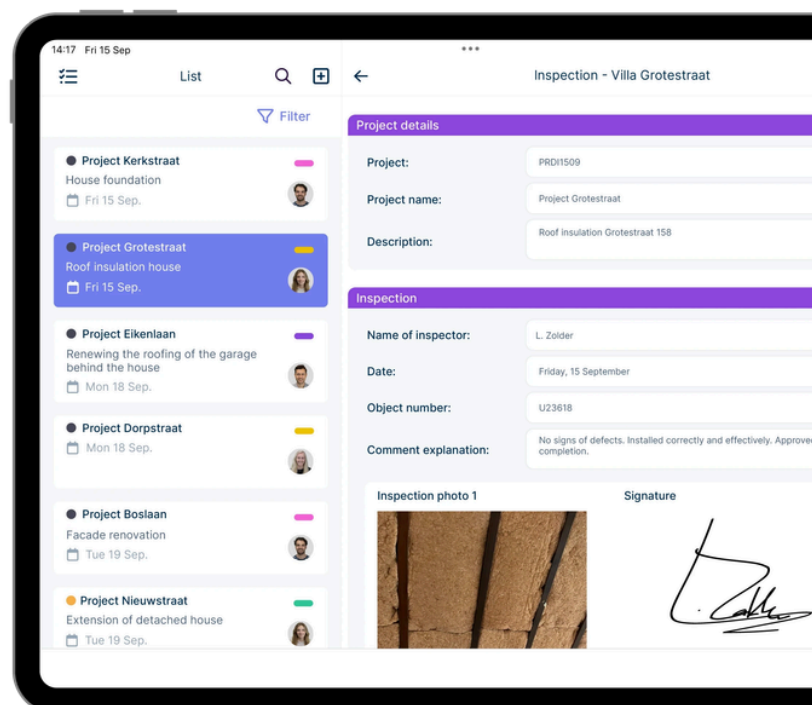 14:17 Fri 15 Sep
List
Filter
Project Kerkstraat
House foundation
Fri 15 Sep.
Project Grotestraat
Roof insulation house
Fri 15 Sep.
Project Eikenlaan
Renewing the roofing of the garage
behind the house
Mon 18 Sep.
Project Dorpstraat
Mon 18 Sep.
Project Boslaan
Facade renovation
Tue 19 Sep.
Project Nieuwstraat
Extension of detached house
Tue 19 Sep.
Inspection - Villa Grotestraat
Project details
Project:
PRDI1509
Project name:
Project Grotestraat
Description:
Roof insulation Grotestraat 158
Inspection
Name of inspector:
L. Zolder
Date:
Friday, 15 September
Object number:
U23618
Comment explanation:
No signs of defects. Installed correctly and effectively. Approved
completion.
Inspection photo 1
Signature